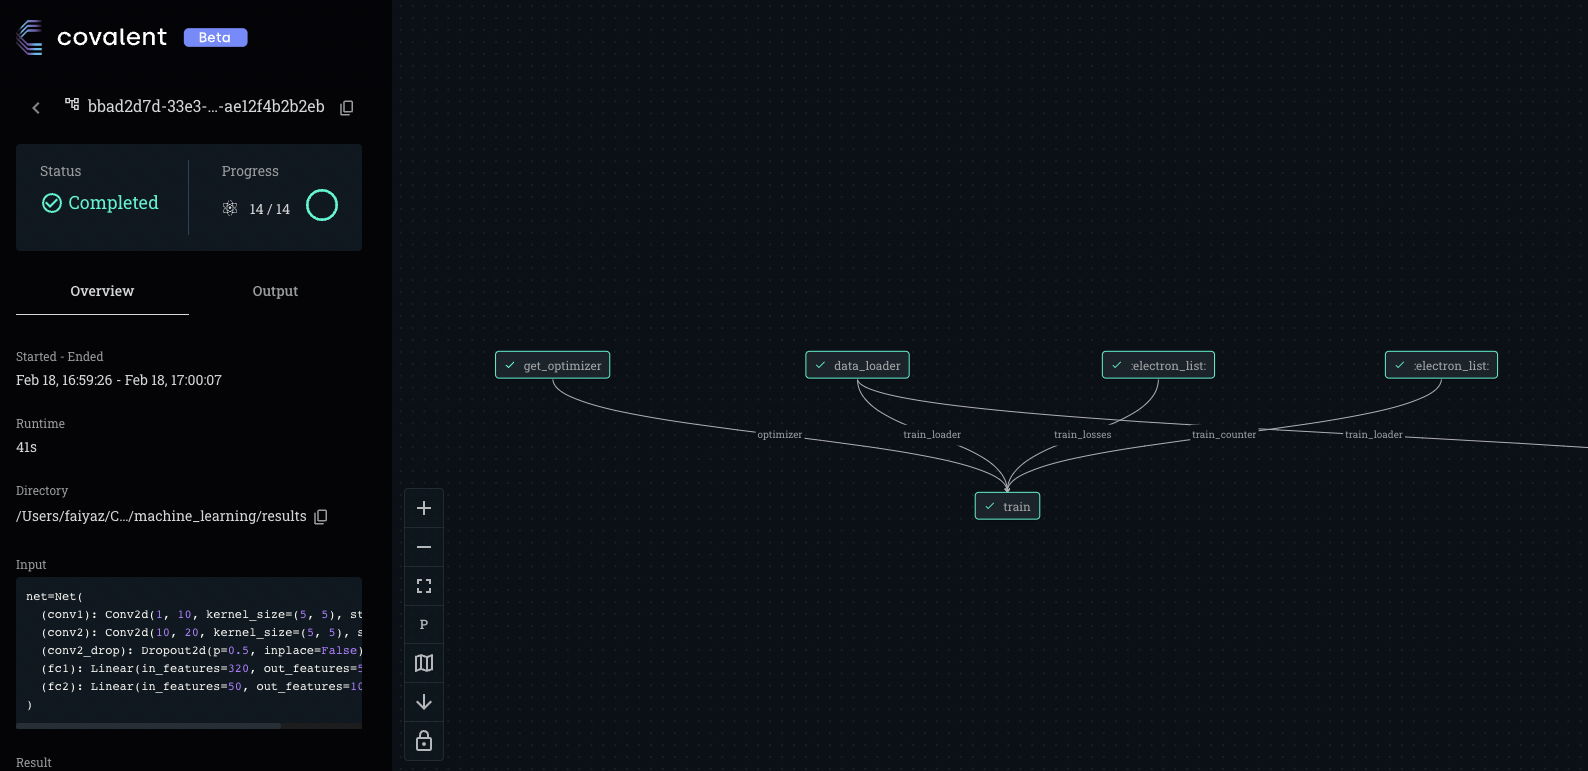 covalent Beta
bbad2d7d-33e3-...-ae12f4b2b2eb
Status
Completed
Progress
14 / 14
Overview
Output
Started - Ended
Feb 18, 16:59:26 - Feb 18, 17:00:07
Runtime
41s
Directory
/Users/faiyaz/C.../machine_learning/results
Input
net=Net(
(conv1): Conv2d(1, 10, kernel_size=(5, 5), st
(conv2): Conv2d(10, 20, kernel_size=(5, 5), s
(conv2_drop): Dropout2d(p=0.5, inplace=False)
(fc1): Linear(in_features=320, out_features=5
(fc2): Linear(in_features=50, out_features=10
)
Result
get_optimizer
data_loader
:electron_list:
:electron_list:
optimizer
train_loader
train_losses
train_counter
train_loader
train
P